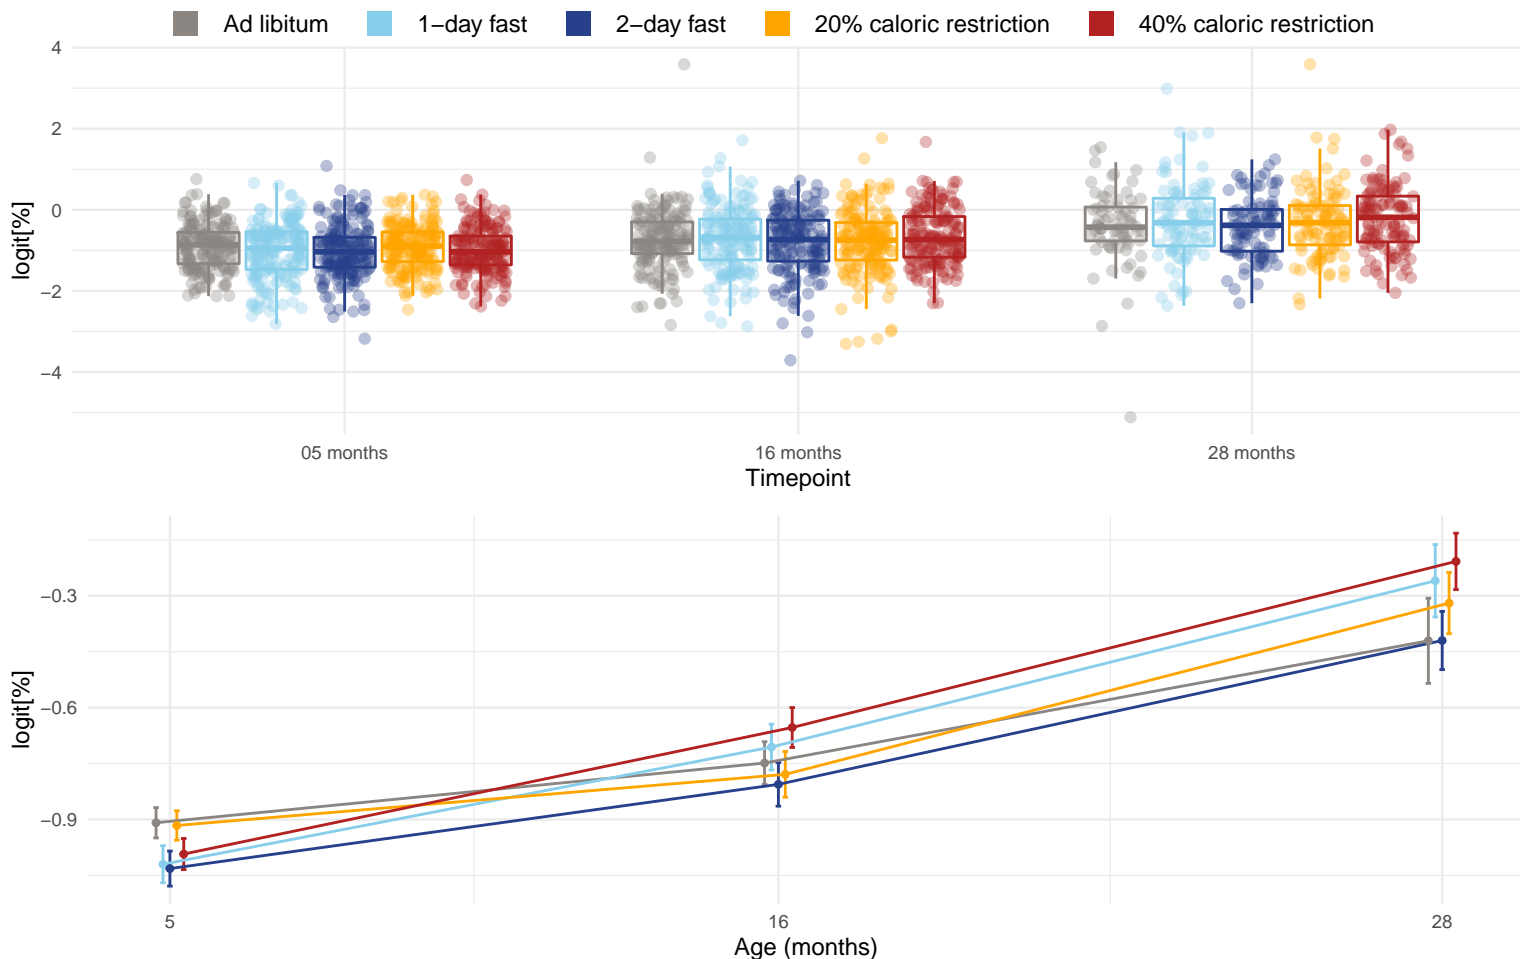 Ad libitum 1−day fast 2−day fast 20% caloric restriction 40% caloric restriction
4
2
0
−2
−4
logit[%]
05 months 16 months 28 months
Timepoint
−0.3
−0.6
−0.9
logit[%]
5 16 28
Age (months)